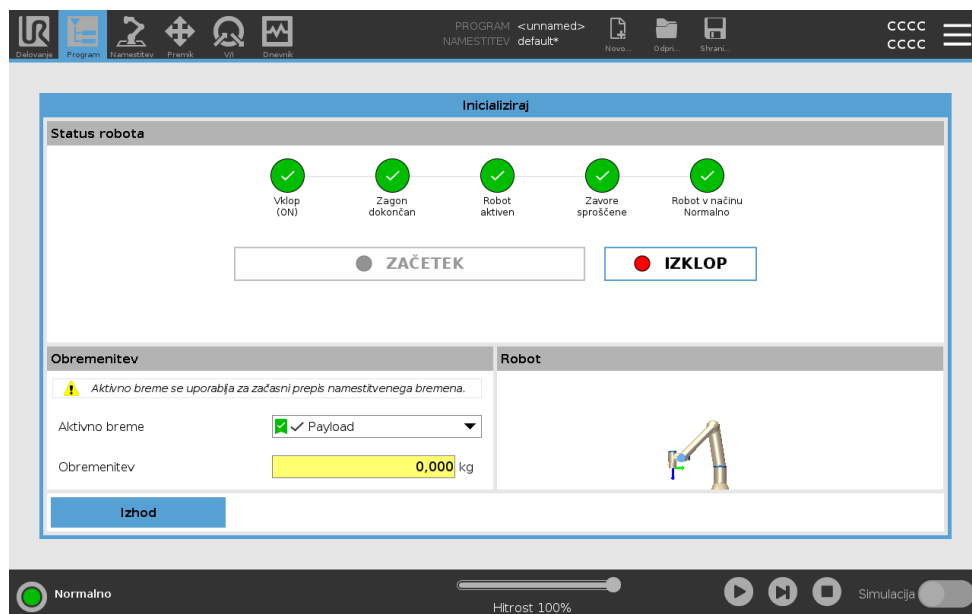 PROGRAM <unnamed>
NAMESTITEV default*
CCCC
CCCC
Delovanje Program Namestitev Premik V/I Dnevnik Novo... Odpri... Shrani...
Inicializiraj
Status robota
Vklop
(ON)
Zagon
dokončan
Robot
aktiven
Zavore
sproščene
Robot v načinu
Normalno
ZAČETEK
IZKLOP
Obremenitev
Robot
Aktivno breme se uporablja za začasni prepis namestitvenega bremena.
Aktivno breme Payload
Obremenitev 0,000 kg
Izhod
Normalno
Hitrost 100%
Simulacija